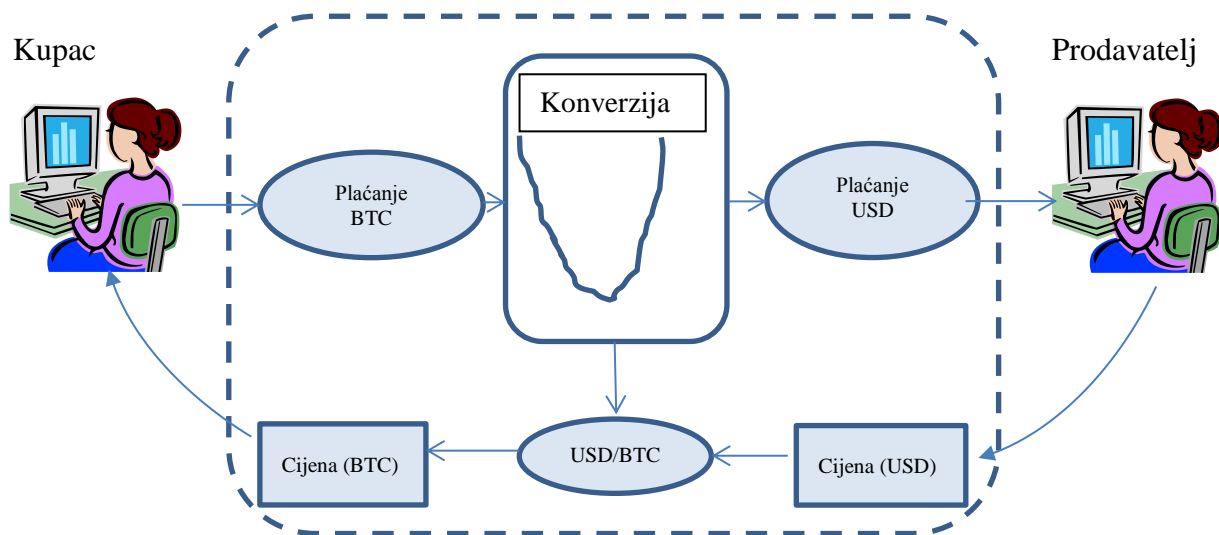 Kupac
Prodavatelj
Konverzija
Plaćanje
BTC
Plaćanje
USD
Cijena (BTC)
USD/BTC
Cijena (USD)